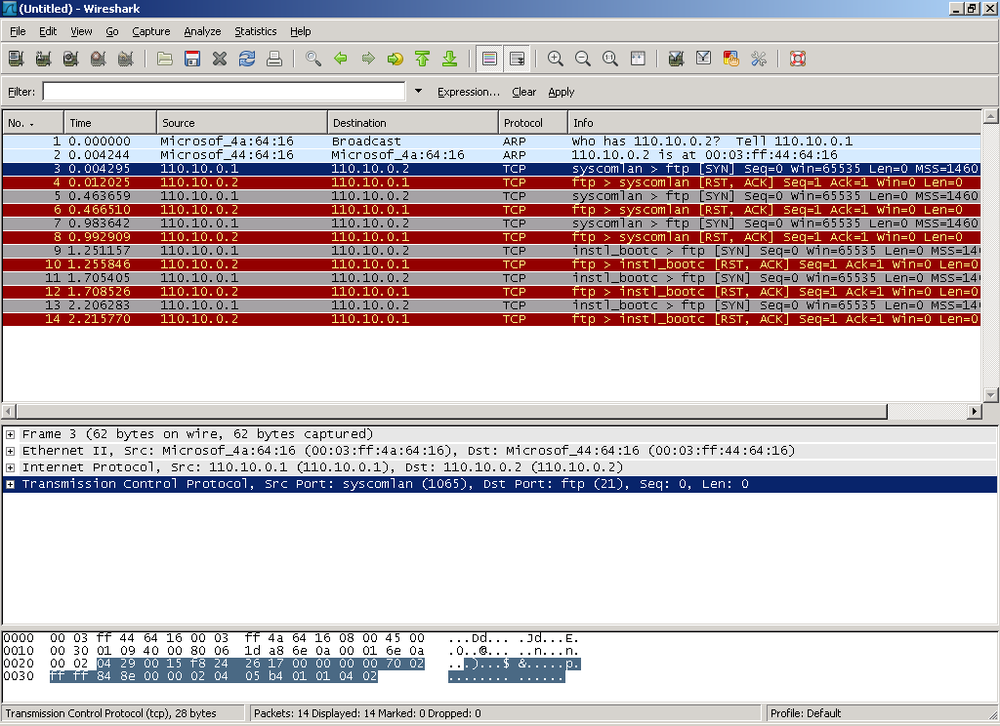 (Untitled) - Wireshark
File Edit View Go Capture Analyze Statistics Help
Filter: Expression... Clear Apply
No. Time Source Destination Protocol Info
1 0.000000 Microsof_4a:64:16 Broadcast ARP Who has 110.10.0.2? Tell 110.10.0.1
2 0.004244 Microsof_44:64:16 Microsof_4a:64:16 ARP 110.10.0.2 is at 00:03:ff:44:64:16
3 0.004295 110.10.0.1 110.10.0.2 TCP syscomlan > ftp [SYN] Seq=0 Win=65535 Len=0 MSS=1460
4 0.012025 110.10.0.2 110.10.0.1 TCP ftp > syscomlan [RST, ACK] Seq=1 Ack=1 Win=0 Len=0
5 0.463659 110.10.0.1 110.10.0.2 TCP syscomlan > ftp [SYN] Seq=0 Win=65535 Len=0 MSS=1460
6 0.466510 110.10.0.2 110.10.0.1 TCP ftp > syscomlan [RST, ACK] Seq=1 Ack=1 Win=0 Len=0
7 0.983642 110.10.0.1 110.10.0.2 TCP syscomlan > ftp [SYN] Seq=0 Win=65535 Len=0 MSS=1460
8 0.992909 110.10.0.2 110.10.0.1 TCP ftp > syscomlan [RST, ACK] Seq=1 Ack=1 Win=0 Len=0
9 1.251157 110.10.0.1 110.10.0.2 TCP instl_bootc > ftp [SYN] Seq=0 Win=65535 Len=0 MSS=14
10 1.255846 110.10.0.2 110.10.0.1 TCP ftp > instl_bootc [RST, ACK] Seq=1 Ack=1 Win=0 Len=0
11 1.705405 110.10.0.1 110.10.0.2 TCP instl_bootc > ftp [SYN] Seq=0 Win=65535 Len=0 MSS=14
12 1.708526 110.10.0.2 110.10.0.1 TCP ftp > instl_bootc [RST, ACK] Seq=1 Ack=1 Win=0 Len=0
13 2.206283 110.10.0.1 110.10.0.2 TCP instl_bootc > ftp [SYN] Seq=0 Win=65535 Len=0 MSS=14
14 2.215770 110.10.0.2 110.10.0.1 TCP ftp > instl_bootc [RST, ACK] Seq=1 Ack=1 Win=0 Len=0
Frame 3 (62 bytes on wire, 62 bytes captured)
Ethernet II, Src: Microsof_4a:64:16 (00:03:ff:4a:64:16), Dst: Microsof_44:64:16 (00:03:ff:44:64:16)
Internet Protocol, Src: 110.10.0.1 (110.10.0.1), Dst: 110.10.0.2 (110.10.0.2)
Transmission Control Protocol, Src Port: syscomlan (1065), Dst Port: ftp (21), Seq: 0, Len: 0
0000 00 03 ff 44 64 16 00 03 ff 4a 64 16 08 00 45 00 ...Dd... .Jd...E.
0010 00 30 01 09 40 00 80 06 1d a8 6e 0a 00 01 6e 0a .0..@... ..n...n.
0020 00 02 04 29 00 15 f8 24 26 17 00 00 00 00 70 02 ...)...$ &.....p.
0030 ff ff 84 8e 00 00 02 04 05 b4 01 01 04 02 ........ ......
Transmission Control Protocol (tcp), 28 bytes Packets: 14 Displayed: 14 Marked: 0 Dropped: 0 Profile: Default